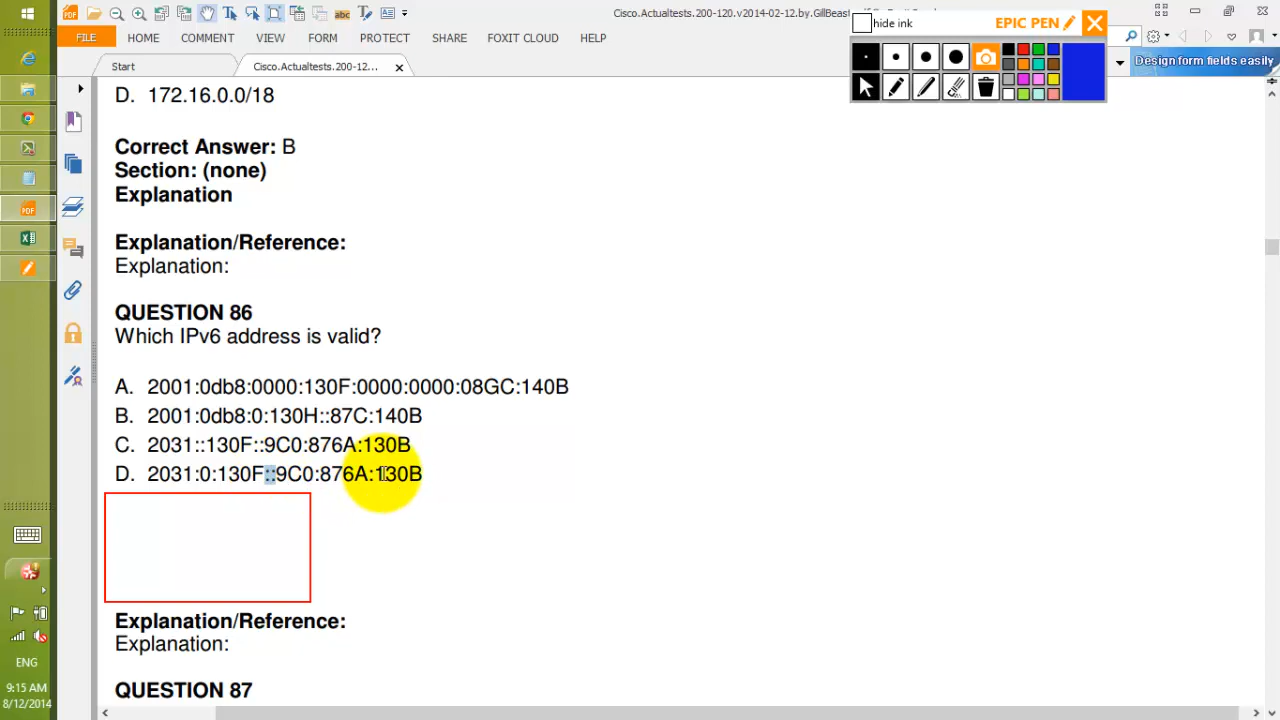 Cisco.Actualtests.200-120.v2014-02-12.by.GillBeas
hide ink
EPIC PEN
FILE
HOME
COMMENT
VIEW
FORM
PROTECT
SHARE
FOXIT CLOUD
HELP
Start
Cisco.Actualtests.200-12...
Design form fields easily
D. 172.16.0.0/18
Correct Answer: B
Section: (none)
Explanation
Explanation/Reference:
Explanation:
QUESTION 86
Which IPv6 address is valid?
A. 2001:0db8:0000:130F:0000:0000:08GC:140B
B. 2001:0db8:0:130H::87C:140B
C. 2031::130F::9C0:876A:130B
D. 2031:0:130F::9C0:876A:130B
Explanation/Reference:
Explanation:
QUESTION 87
ENG
9:15 AM
8/12/2014